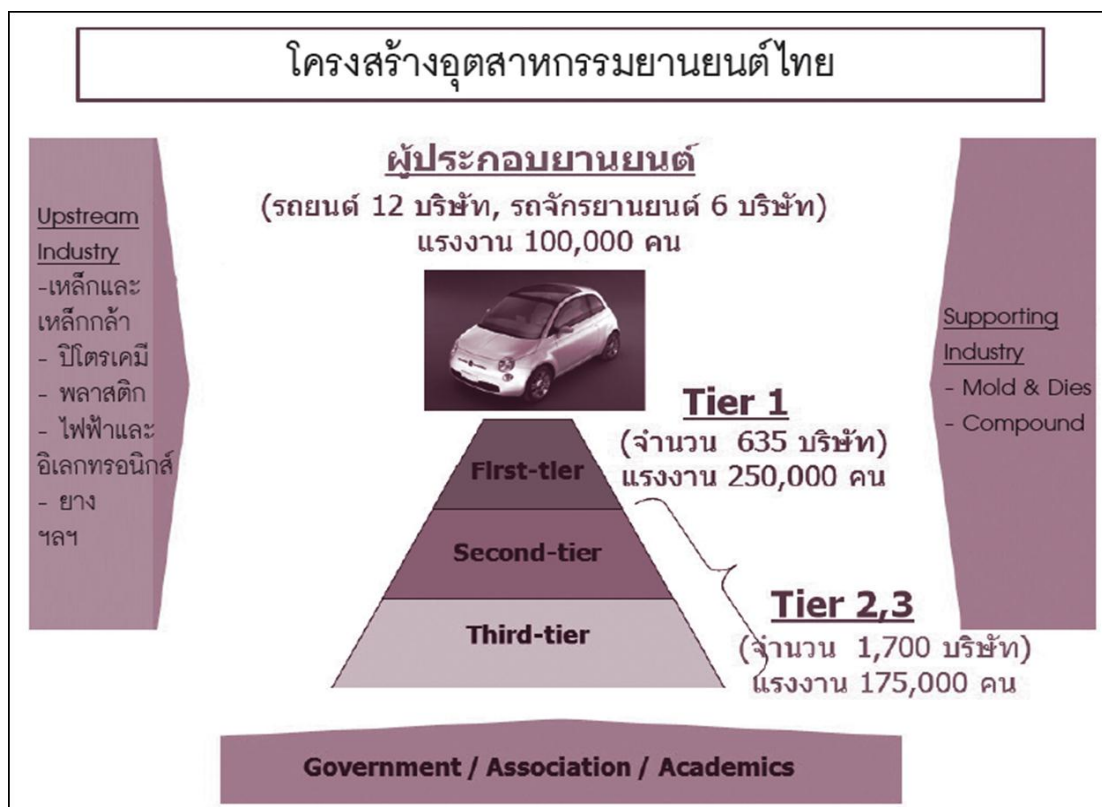 โครงสร้างอุตสาหกรรมยานยนต์ไทย
ผู้ประกอบยานยนต์
(รถยนต์ 12 บริษัท, รถจักรยานยนต์ 6 บริษัท)
แรงงาน 100,000 คน
Upstream
Industry
-เหล็กและ
เหล็กกล้า
- ปิโตรเคมี
- พลาสติก
- ไฟฟ้าและ
อิเลกทรอนิกส์
- ยาง
ฯลฯ
Supporting
Industry
- Mold & Dies
- Compound
Tier 1
(จำนวน 635 บริษัท)
แรงงาน 250,000 คน
First-tier
Second-tier
Third-tier
Tier 2,3
(จำนวน 1,700 บริษัท)
แรงงาน 175,000 คน
Government / Association / Academics